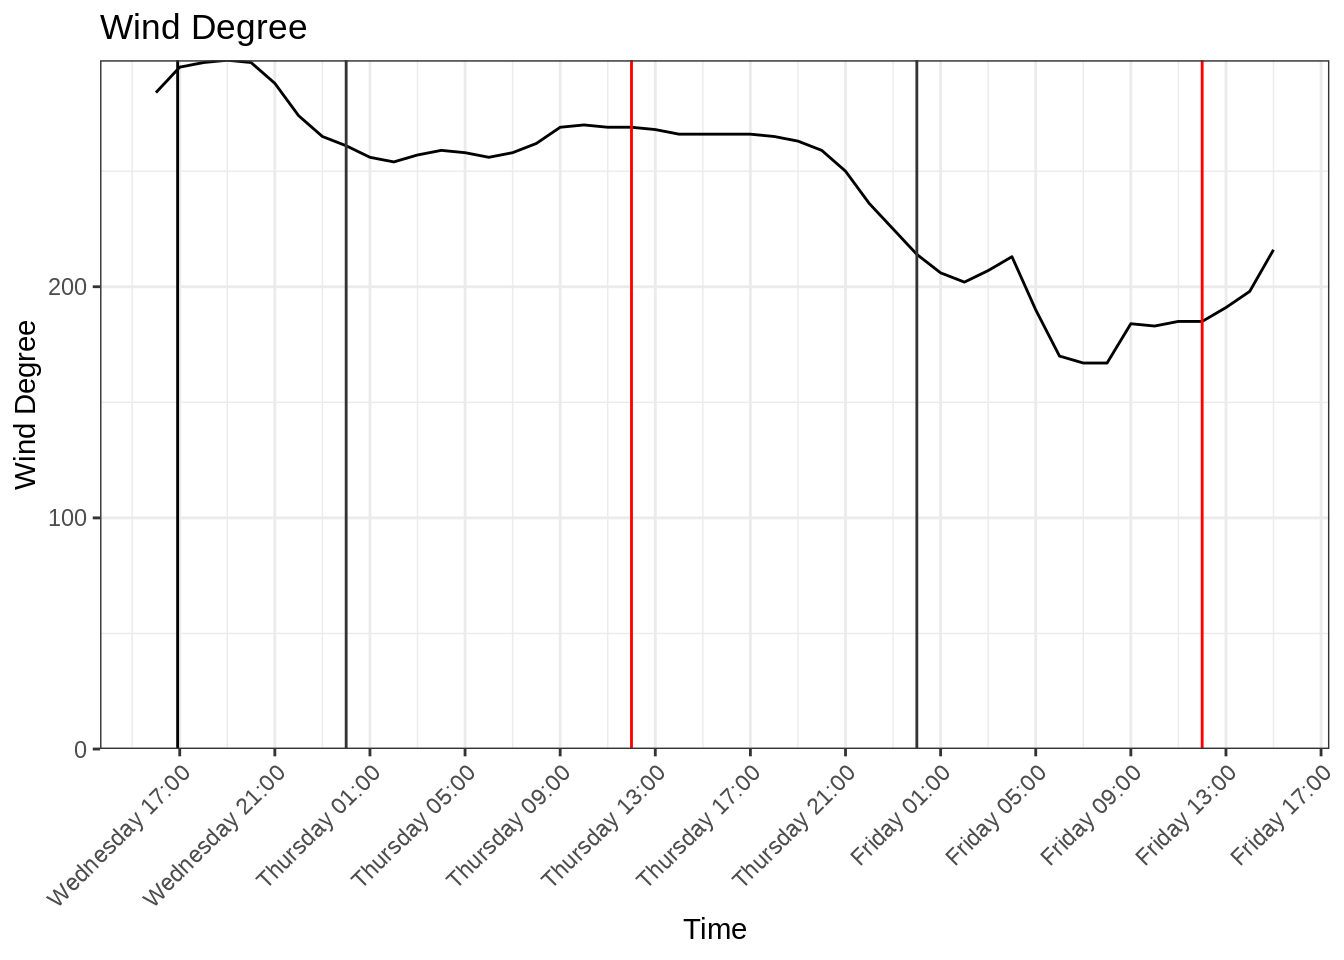 Wind Degree
Wind Degree
200
100
0
Wednesday 17:00
Wednesday 21:00
Thursday 01:00
Thursday 05:00
Thursday 09:00
Thursday 13:00
Thursday 17:00
Thursday 21:00
Friday 01:00
Friday 05:00
Friday 09:00
Friday 13:00
Friday 17:00
Time